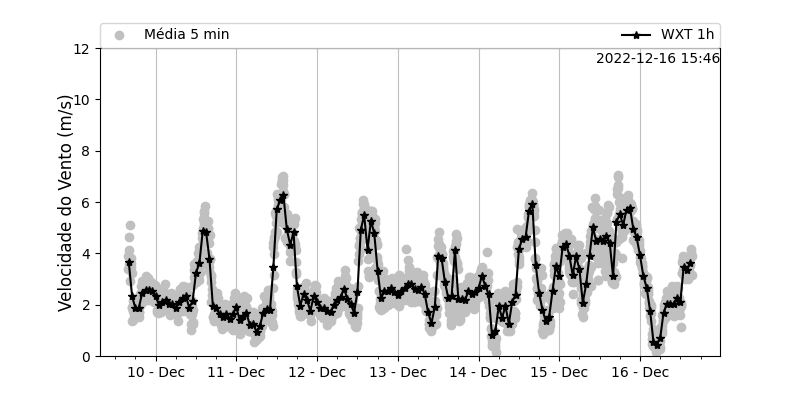 Média 5 min
WXT 1h
2022-12-16 15:46
Velocidade do Vento (m/s)
12
10
8
6
4
2
0
10 - Dec
11 - Dec
12 - Dec
13 - Dec
14 - Dec
15 - Dec
16 - Dec